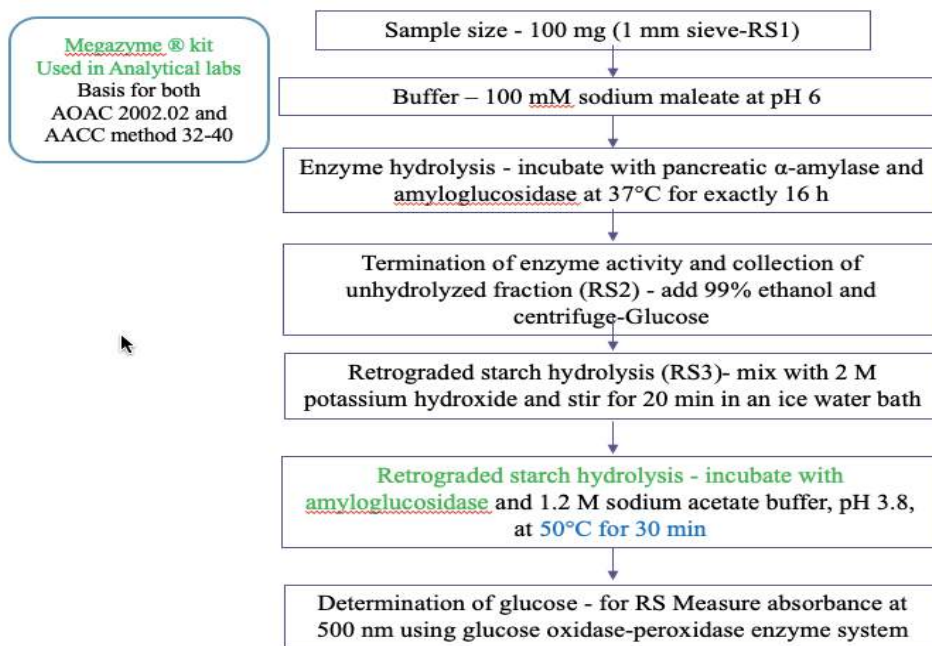 Megazyme ® kit
Used in Analytical labs
Basis for both
AOAC 2002.02 and
AACC method 32-40
Sample size - 100 mg (1 mm sieve-RS1)
Buffer – 100 mM sodium maleate at pH 6
Enzyme hydrolysis - incubate with pancreatic α-amylase and
amyloglucosidase at 37°C for exactly 16 h
Termination of enzyme activity and collection of
unhydrolyzed fraction (RS2) - add 99% ethanol and
centrifuge-Glucose
Retrograded starch hydrolysis (RS3)- mix with 2 M
potassium hydroxide and stir for 20 min in an ice water bath
Retrograded starch hydrolysis - incubate with
amyloglucosidase and 1.2 M sodium acetate buffer, pH 3.8,
at 50°C for 30 min
Determination of glucose - for RS Measure absorbance at
500 nm using glucose oxidase-peroxidase enzyme system